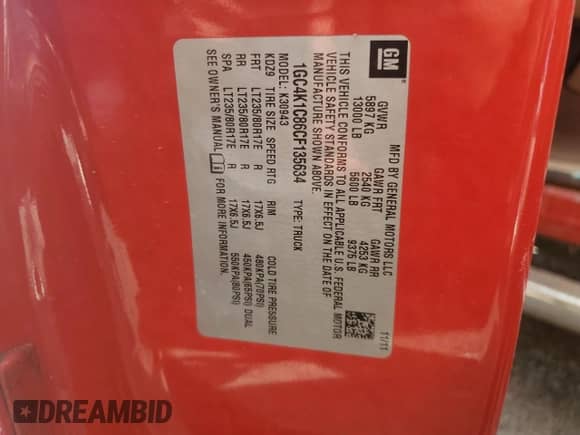 GM
MFD BY GENERAL MOTORS LLC
11/11
GVWR GAWR FRT GAWR RR
5897 KG 2540 KG 4253 KG
13000 LB 5600 LB 9375 LB
THIS VEHICLE CONFORMS TO ALL APPLICABLE U.S. FEDERAL MOTOR
VEHICLE SAFETY STANDARDS IN EFFECT ON THE DATE OF
MANUFACTURE SHOWN ABOVE.
1GC4K1C86CF135634 TYPE: TRUCK
MODEL: K30943
KDZ9 TIRE SIZE SPEED RTG RIM COLD TIRE PRESSURE
FRT LT235/80R17E R 17X6.5J 480KPA(70PSI)
RR LT235/80R17E R 17X6.5J 450KPA(65PSI) DUAL
SPA LT235/80R17E R 17X6.5J 550KPA(80PSI)
SEE OWNER'S MANUAL FOR MORE INFORMATION.
DREAMBID